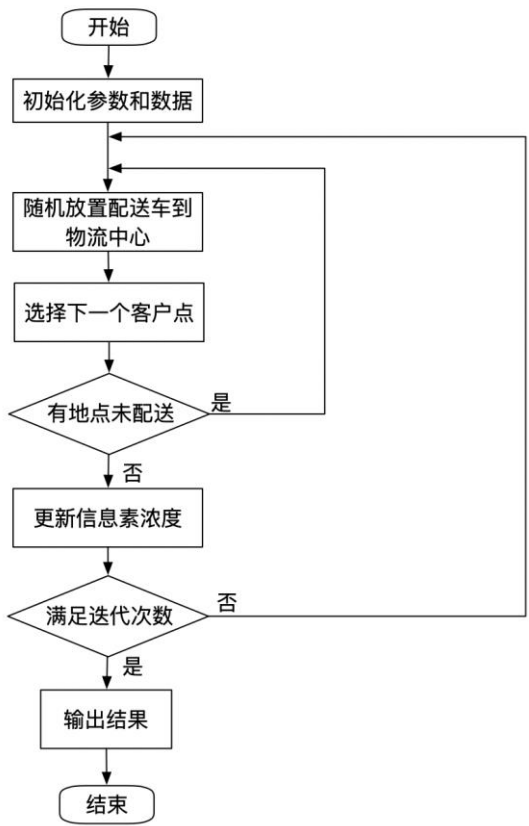 开始
初始化参数和数据
随机放置配送车到
物流中心
选择下一个客户点
有地点未配送
是
否
更新信息素浓度
满足迭代次数
否
是
输出结果
结束